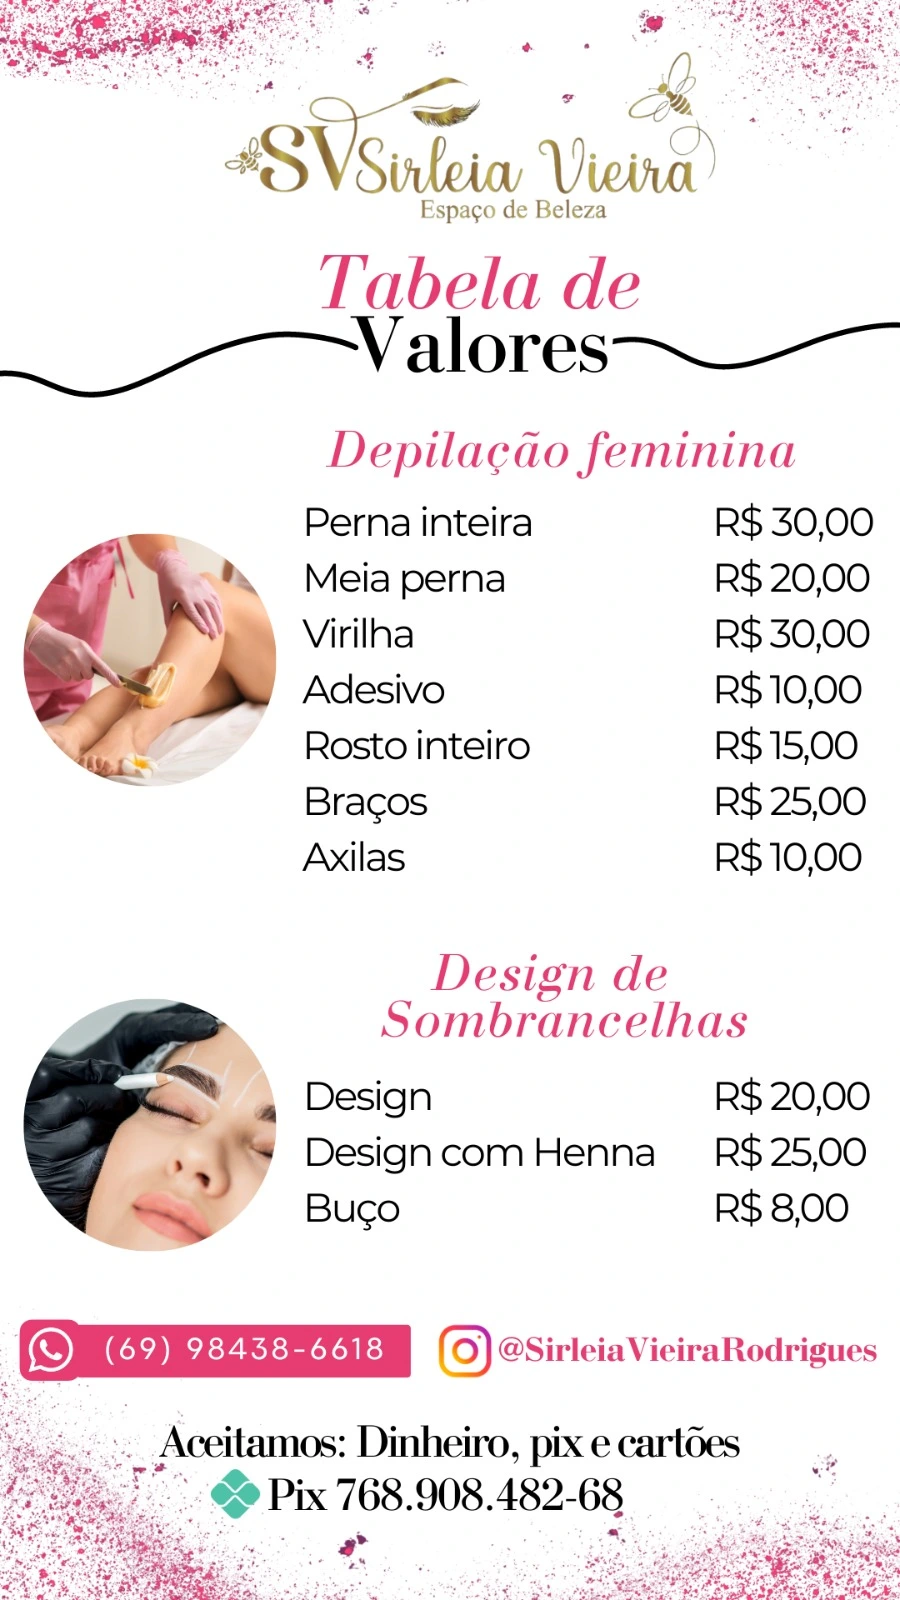 SV Sirleia Vieira
Espaço de Beleza
Tabela de
Valores
Depilação feminina
Perna inteira R$ 30,00
Meia perna R$ 20,00
Virilha R$ 30,00
Adesivo R$ 10,00
Rosto inteiro R$ 15,00
Braços R$ 25,00
Axilas R$ 10,00
Design de
Sombrancelhas
Design R$ 20,00
Design com Henna R$ 25,00
Buço R$ 8,00
(69) 98438-6618 @SirleiaVieiraRodrigues
Aceitamos: Dinheiro, pix e cartões
Pix 768.908.482-68